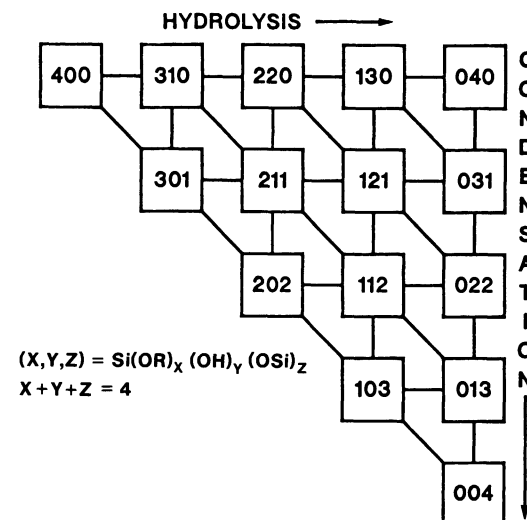 HYDROLYSIS
400 310 220 130 040
301 211 121 031
202 112 022
(X,Y,Z) = Si(OR)X (OH)Y (OSi)Z
X+Y+Z = 4
103 013
004
CONDENSATION